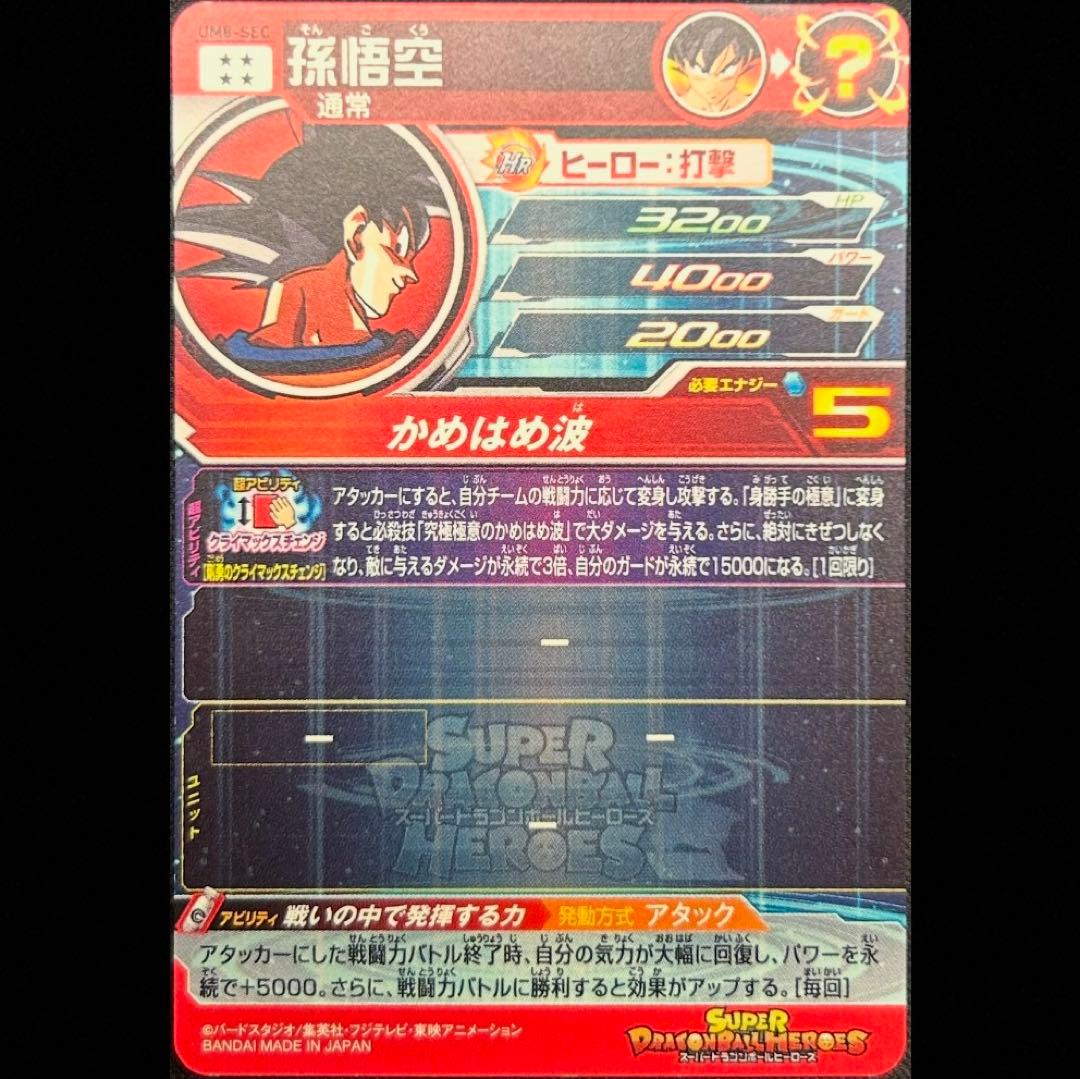 UM8-SEC
孫悟空
そん ご くう
通常
?
HR ヒーロー:打撃
HP
3200
パワー
4000
ガード
2000
必要エナジー 5
かめはめ波
は
超アビリティ
超アビリティ
クライマックスチェンジ
アタッカーにすると、自分チームの戦闘力に応じて変身し攻撃する。「身勝手の極意」に変身
すると必殺技「究極極意のかめはめ波」で大ダメージを与える。さらに、絶対にきぜつしなく
[剛勇のクライマックスチェンジ] なり、敵に与えるダメージが永続で3倍、自分のガードが永続で15000になる。[1回限り]
ー
ユニット
ー ー
ー
SUPER
DRAGONBALL
スーパードラゴンボールヒーローズ
HEROES
C アビリティ 戦いの中で発揮する力 発動方式 アタック
アタッカーにした戦闘力バトル終了時、自分の気力が大幅に回復し、パワーを永
続で+5000。さらに、戦闘力バトルに勝利すると効果がアップする。[毎回]
©バードスタジオ/集英社・フジテレビ・東映アニメーション
BANDAI MADE IN JAPAN
SUPER
DRAGONBALL HEROES
スーパードラゴンボールヒーローズ